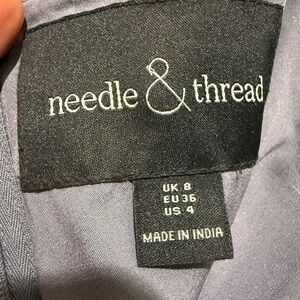 needle & thread
UK 8
EU 36
US 4
MADE IN INDIA